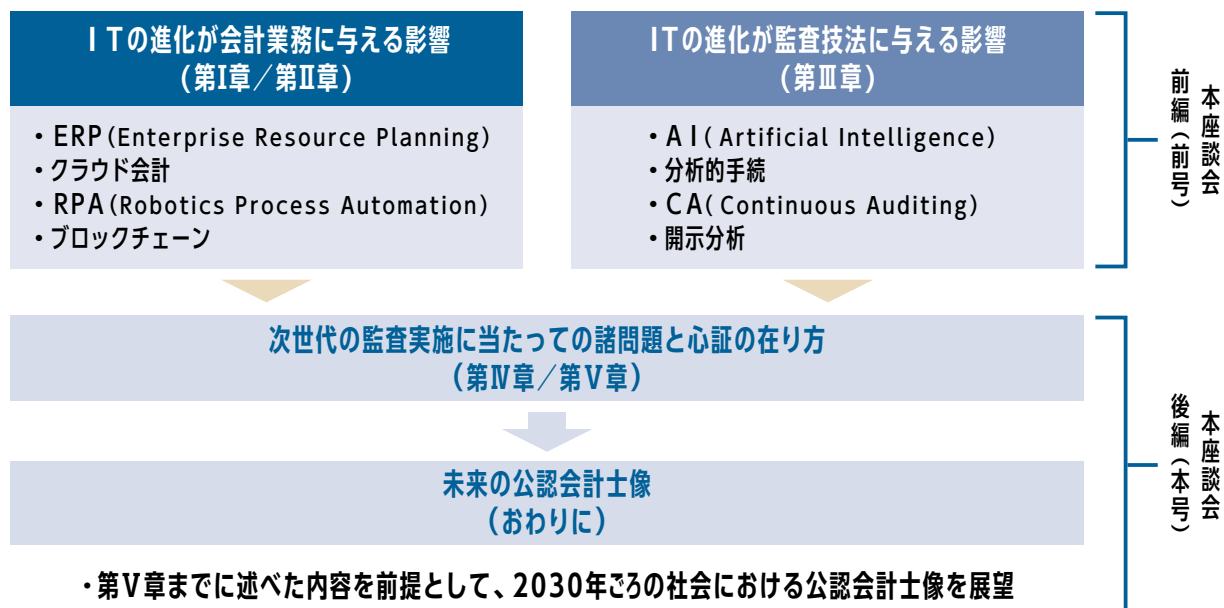 ITの進化が会計業務に与える影響
(第Ⅰ章/第Ⅱ章)
・ERP(Enterprise Resource Planning)
・クラウド会計
・RPA(Robotics Process Automation)
・ブロックチェーン
ITの進化が監査技法に与える影響
(第Ⅲ章)
・AI(Artificial Intelligence)
・分析的手続
・CA(Continuous Auditing)
・開示分析
本座談会
前編(前号)
次世代の監査実施に当たっての諸問題と心証の在り方
(第Ⅳ章/第Ⅴ章)
未来の公認会計士像
(おわりに)
・第Ⅴ章までに述べた内容を前提として、2030年ごろの社会における公認会計士像を展望
本座談会
後編(本号)